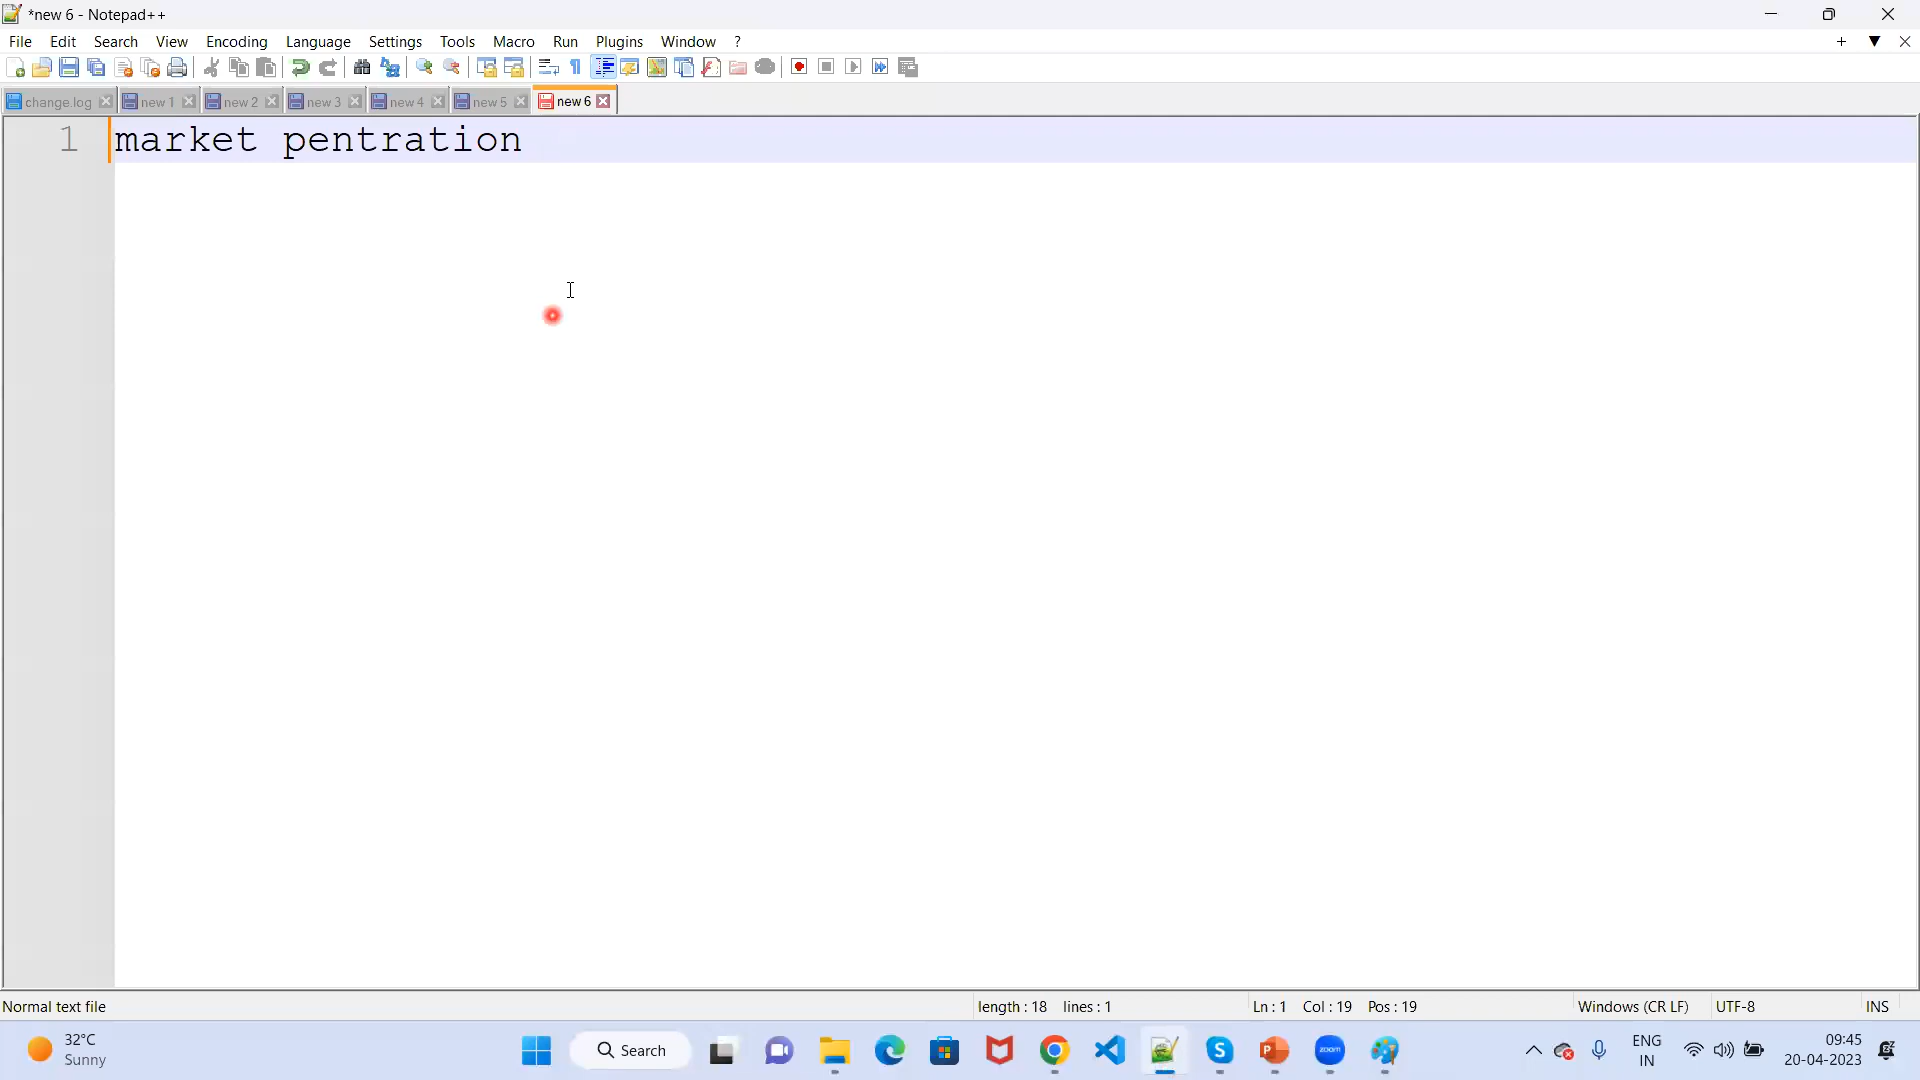 *new 6 - Notepad++
File Edit Search View Encoding Language Settings Tools Macro Run Plugins Window ?
change.log new 1 new 2 new 3 new 4 new 5 new 6
1 market pentration
Normal text file length : 18 lines : 1 Ln : 1 Col : 19 Pos : 19 Windows (CR LF) UTF-8 INS
32°C
Sunny
Search
zoom
ENG
IN
09:45
20-04-2023